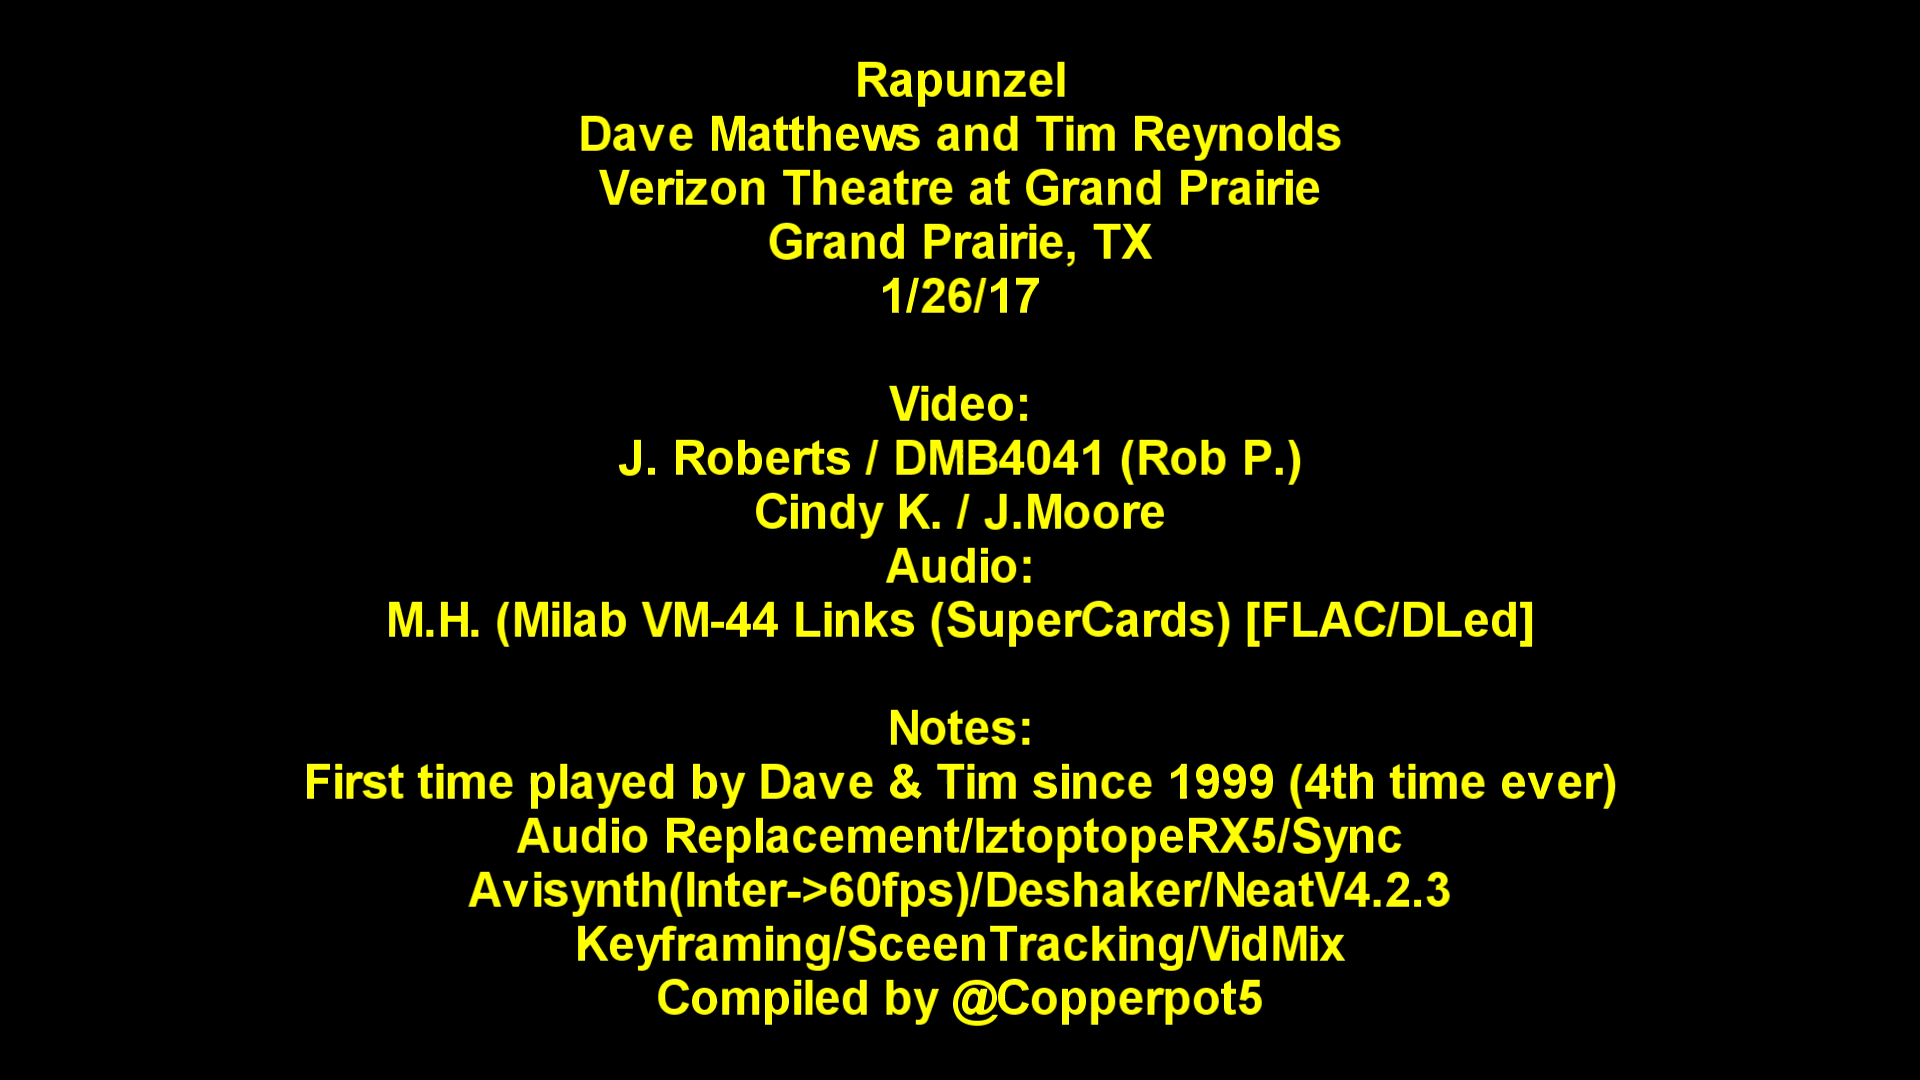 Rapunzel
Dave Matthews and Tim Reynolds
Verizon Theatre at Grand Prairie
Grand Prairie, TX
1/26/17
Video:
J. Roberts / DMB4041 (Rob P.)
Cindy K. / J.Moore
Audio:
M.H. (Milab VM-44 Links (SuperCards) [FLAC/DLed]
Notes:
First time played by Dave & Tim since 1999 (4th time ever)
Audio Replacement/IztoptopeRX5/Sync
Avisynth(Inter->60fps)/Deshaker/NeatV4.2.3
Keyframing/SceenTracking/VidMix
Compiled by @Copperpot5